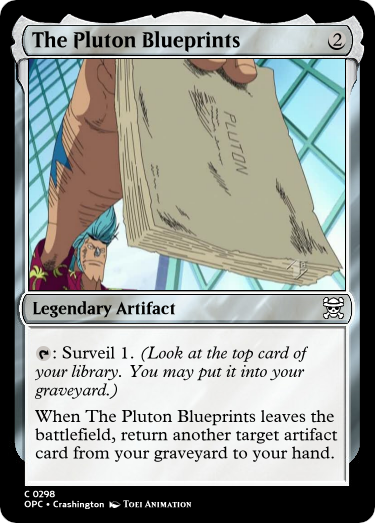 The Pluton Blueprints 2
PLUTON
Legendary Artifact
: Surveil 1. (Look at the top card of
your library. You may put it into your
graveyard.)
When The Pluton Blueprints leaves the
battlefield, return another target artifact
card from your graveyard to your hand.
C 0298
OPC • Crashington TOEI ANIMATION